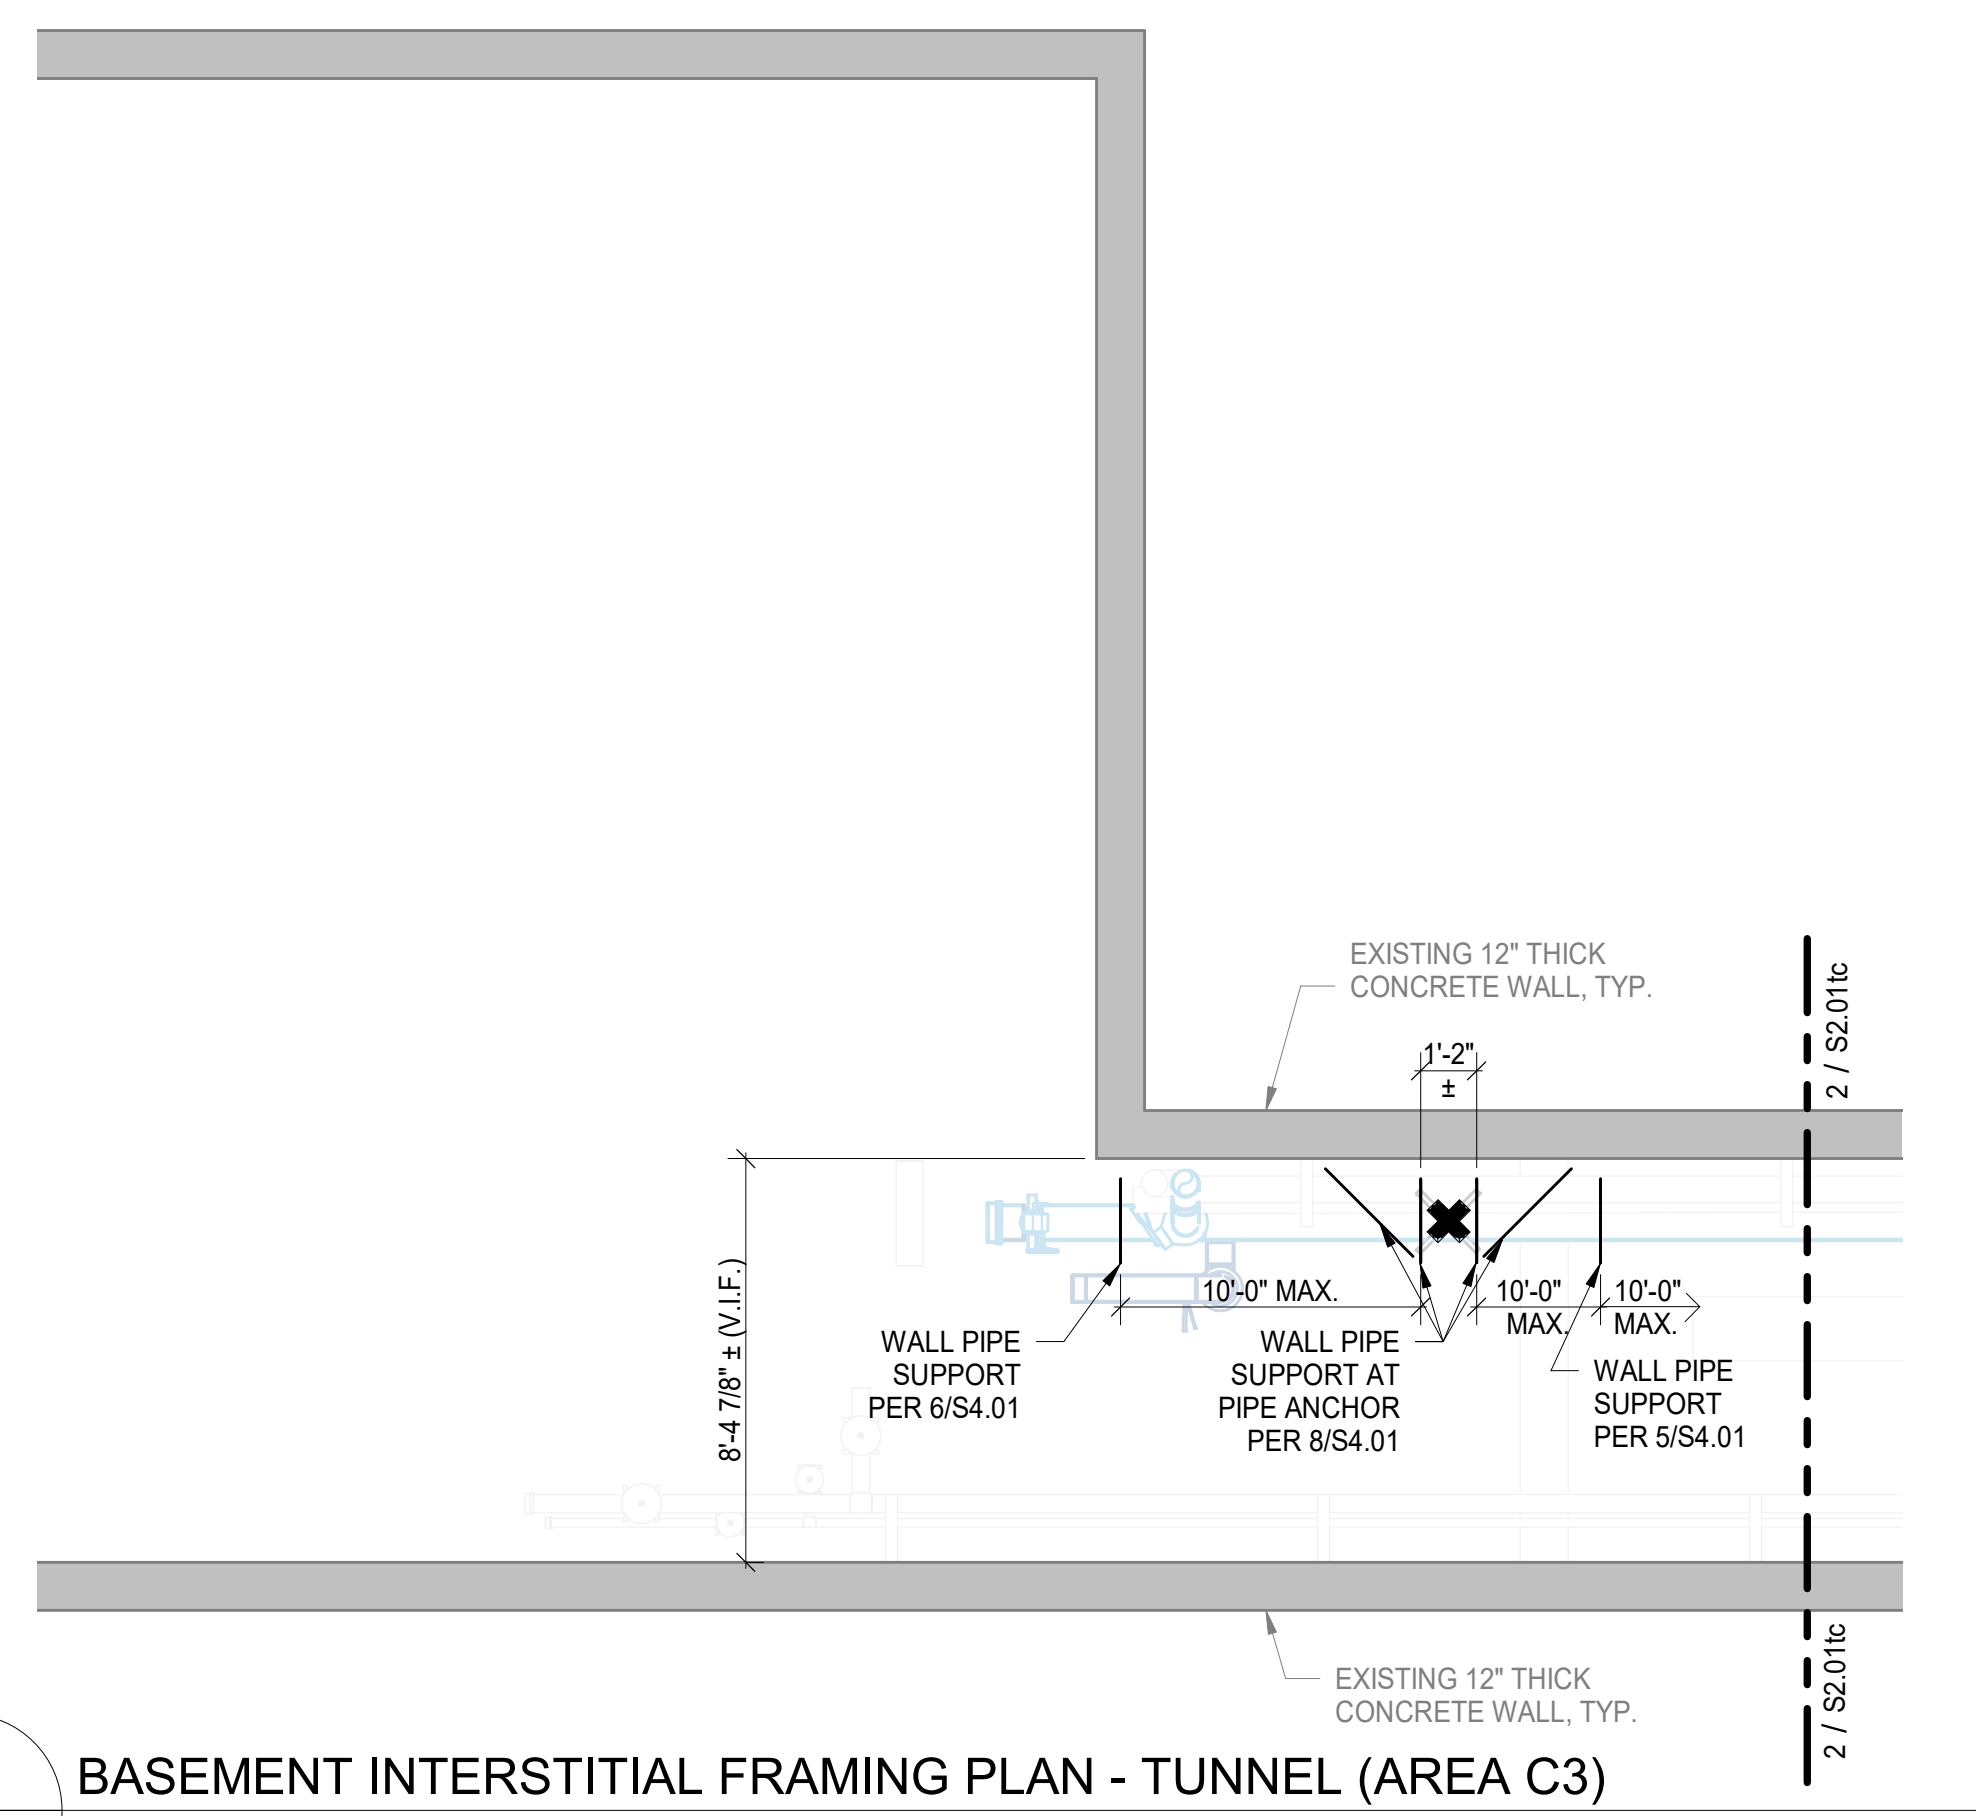 EXISTING 12" THICK
CONCRETE WALL, TYP.
2 / S2.01tc
1'-2"
±
8'-4 7/8" ± (V.I.F.)
10'-0" MAX.
10'-0"
MAX.
10'-0"
MAX.
WALL PIPE
SUPPORT
PER 6/S4.01
WALL PIPE
SUPPORT AT
PIPE ANCHOR
PER 8/S4.01
WALL PIPE
SUPPORT
PER 5/S4.01
EXISTING 12" THICK
CONCRETE WALL, TYP.
2 / S2.01tc
BASEMENT INTERSTITIAL FRAMING PLAN - TUNNEL (AREA C3)